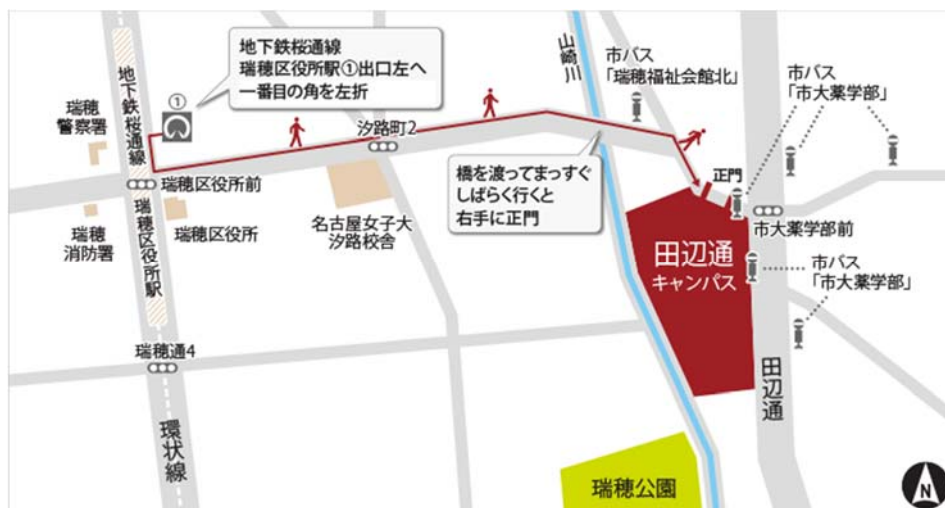 地下鉄桜通線
瑞穂区役所駅①出口左へ
一番目の角を左折
山崎川
市バス
「瑞穂福祉会館北」
市バス
「市大薬学部」
①
地下鉄桜通線
瑞穂
警察署
汐路町2
橋を渡ってまっすぐ
しばらく行くと
右手に正門
正門
瑞穂区役所前
瑞穂
消防署
瑞穂区役所
瑞穂区役所駅
名古屋女子大
汐路校舎
田辺通
キャンパス
市大薬学部前
市バス
「市大薬学部」
瑞穂通4
環状線
田辺通
瑞穂公園
N